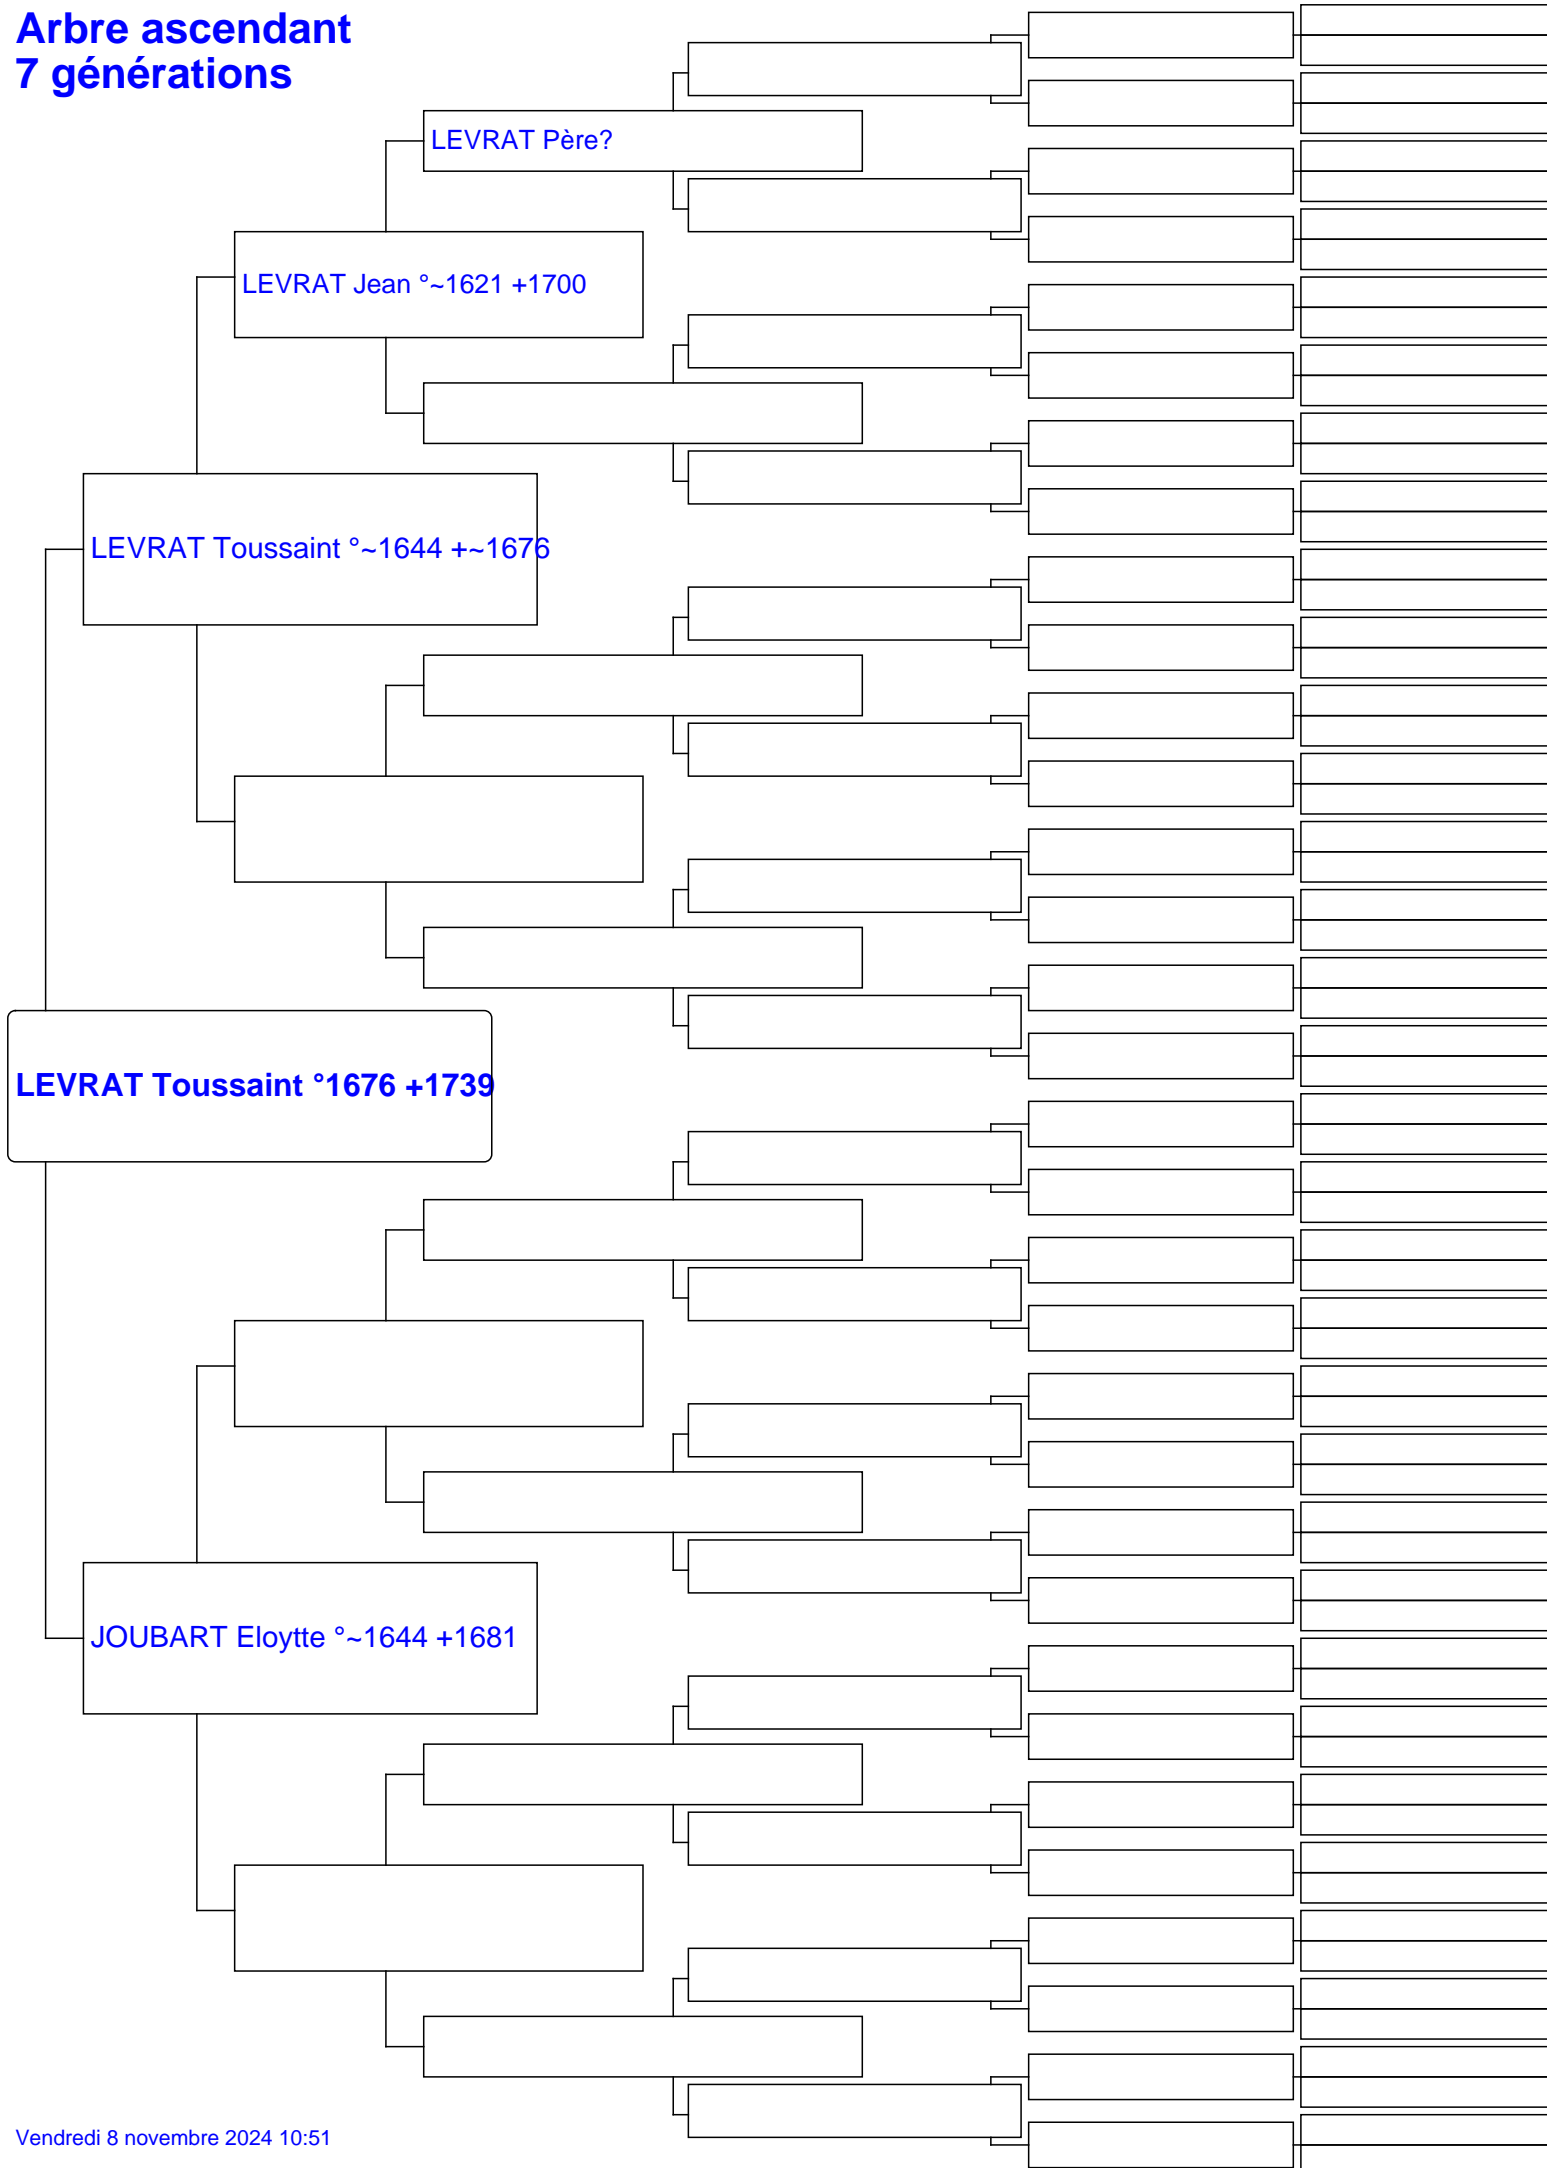 Arbre ascendant
7 générations
LEVRAT Père?
LEVRAT Jean °~1621 +1700
LEVRAT Toussaint °~1644 +~1676
LEVRAT Toussaint °1676 +1739
JOUBART Eloytte °~1644 +1681
Vendredi 8 novembre 2024 10:51